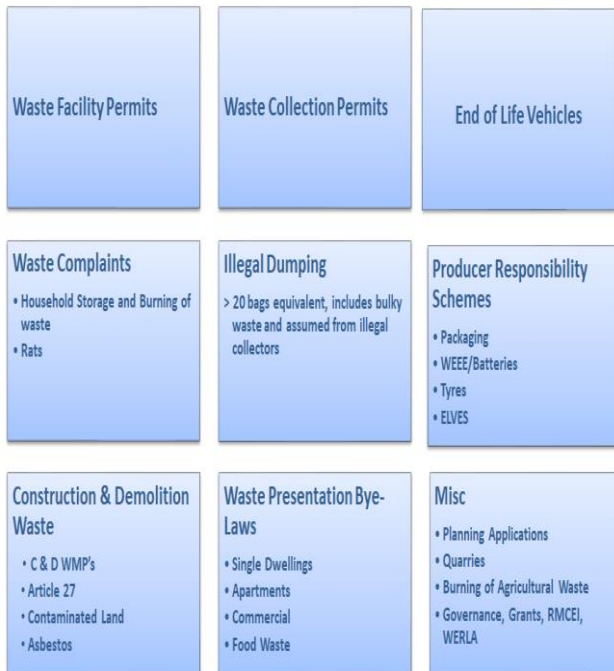 Waste Facility Permits
Waste Collection Permits
End of Life Vehicles
Waste Complaints
• Household Storage and Burning of
waste
• Rats
Illegal Dumping
> 20 bags equivalent, includes bulky
waste and assumed from illegal
collectors
Producer Responsibility
Schemes
• Packaging
• WEEE/Batteries
• Tyres
• ELVES
Construction & Demolition
Waste
• C & D WMP's
• Article 27
• Contaminated Land
• Asbestos
Waste Presentation Bye-
Laws
• Single Dwellings
• Apartments
• Commercial
• Food Waste
Misc
• Planning Applications
• Quarries
• Burning of Agricultural Waste
• Governance, Grants, RMCEI,
WERLA